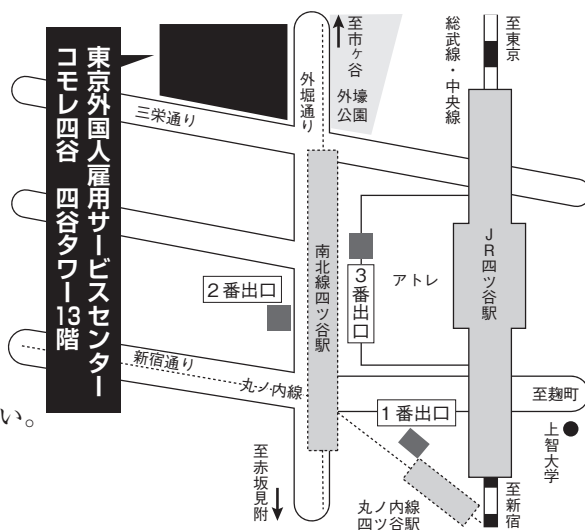 東京外国人雇用サービスセンター
コモレ四谷 四谷タワー13階
三栄通り
外堀通り
至市ヶ谷
外濠
公園
総武線・中央線
至東京
2番出口
南北線四ツ谷駅
3番出口
アトレ
JR四ツ谷駅
新宿通り
丸ノ内線
1番出口
至麹町
上智大学
い。
至赤坂見附
丸ノ内線
四ツ谷駅
至新宿